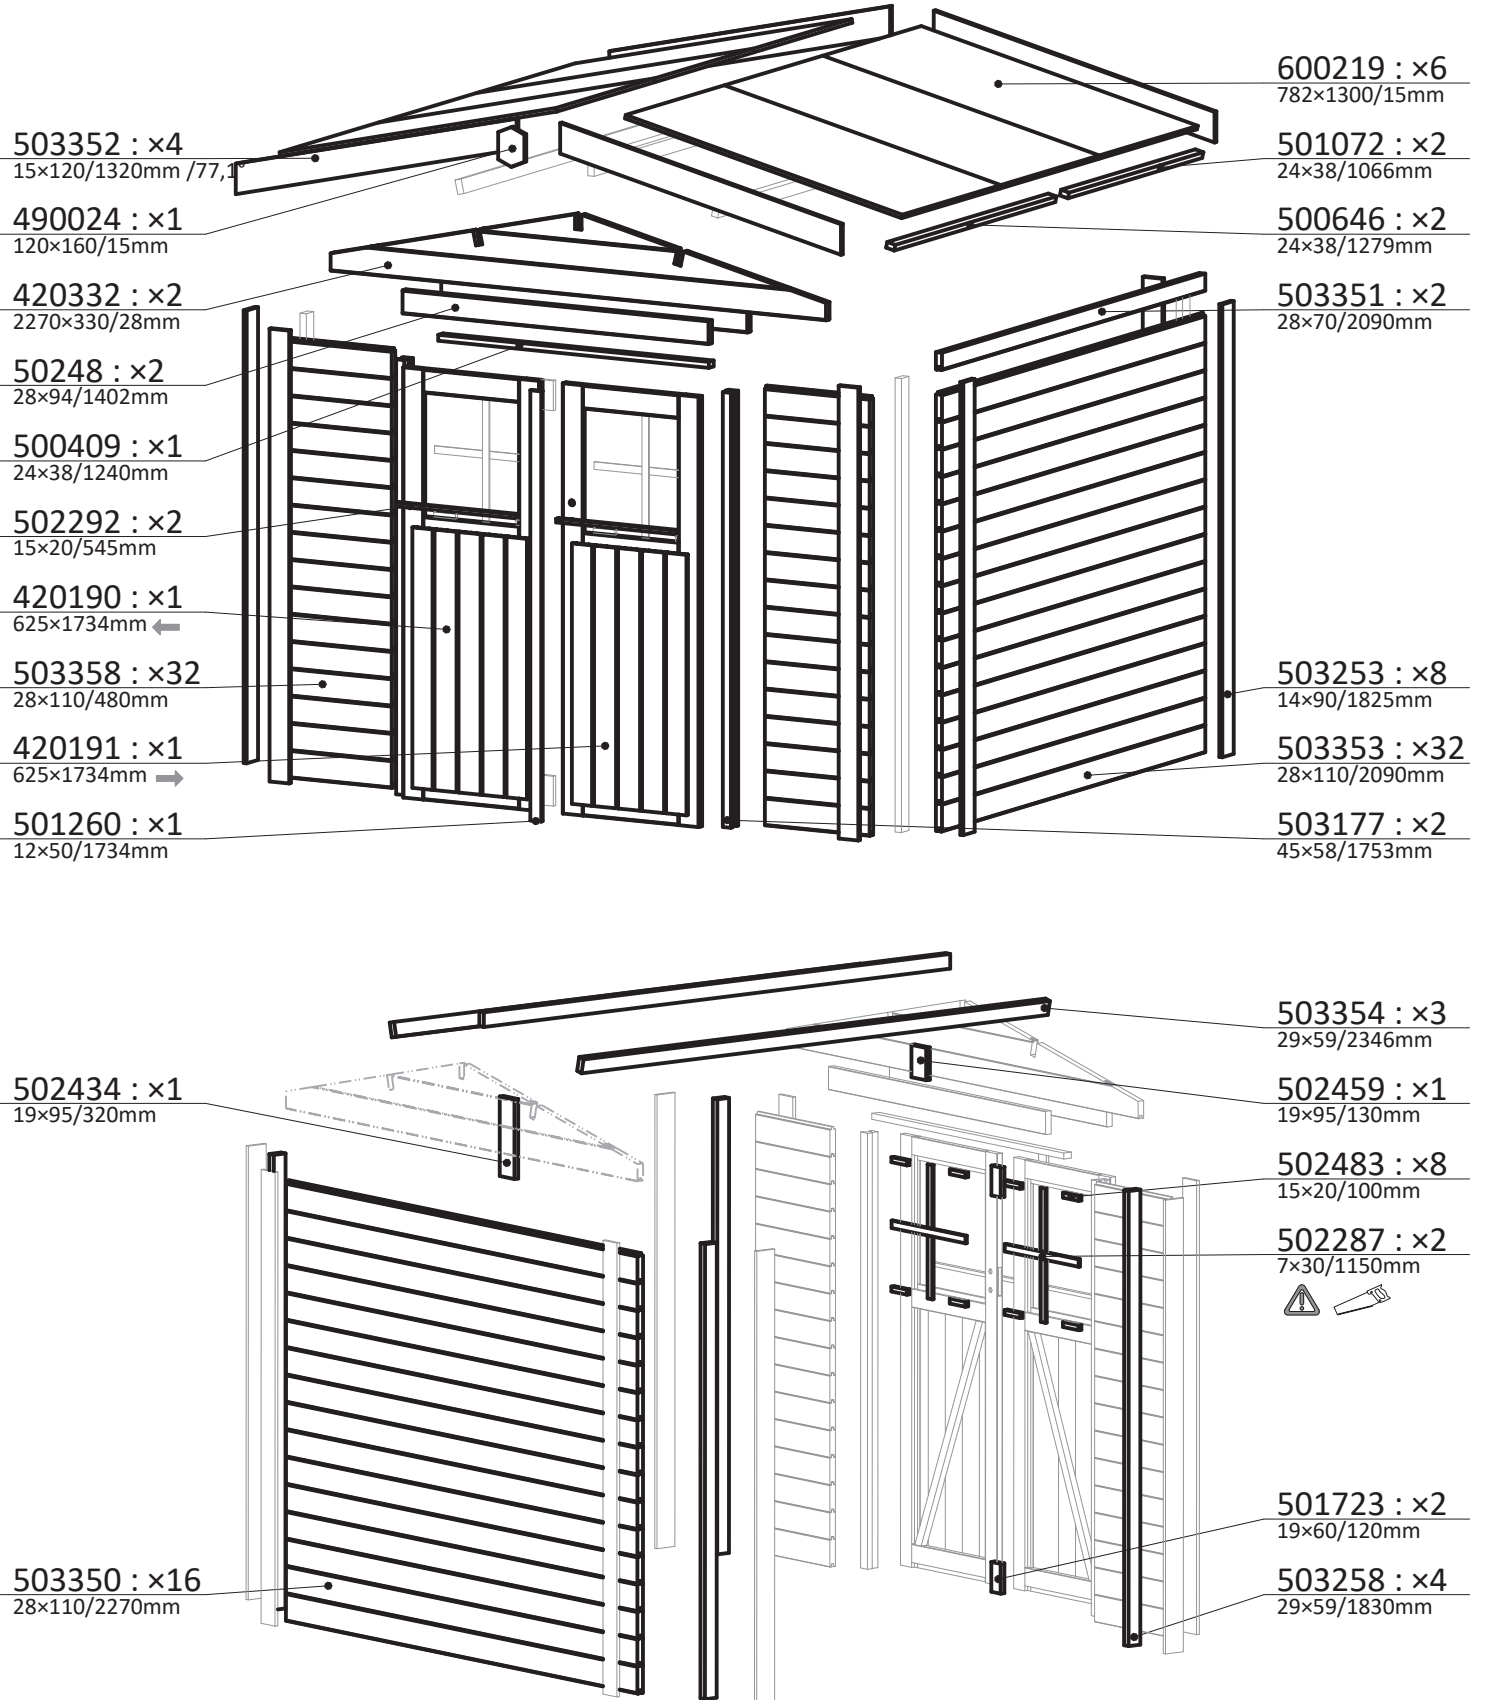 503352 : ×4
15×120/1320mm /77,1°
490024 : ×1
120×160/15mm
420332 : ×2
2270×330/28mm
50248 : ×2
28×94/1402mm
500409 : ×1
24×38/1240mm
502292 : ×2
15×20/545mm
420190 : ×1
625×1734mm
503358 : ×32
28×110/480mm
420191 : ×1
625×1734mm
501260 : ×1
12×50/1734mm
600219 : ×6
782×1300/15mm
501072 : ×2
24×38/1066mm
500646 : ×2
24×38/1279mm
503351 : ×2
28×70/2090mm
503253 : ×8
14×90/1825mm
503353 : ×32
28×110/2090mm
503177 : ×2
45×58/1753mm
502434 : ×1
19×95/320mm
503350 : ×16
28×110/2270mm
503354 : ×3
29×59/2346mm
502459 : ×1
19×95/130mm
502483 : ×8
15×20/100mm
502287 : ×2
7×30/1150mm
501723 : ×2
19×60/120mm
503258 : ×4
29×59/1830mm